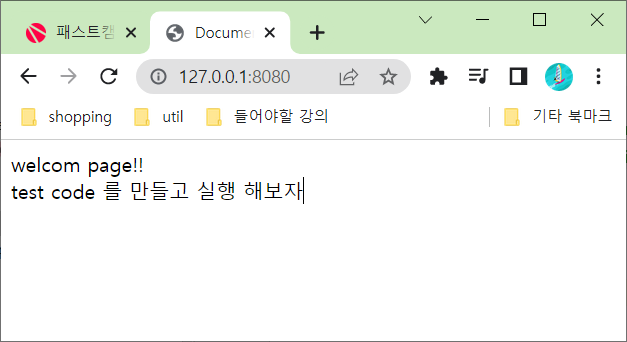 패스트캠
Documen
127.0.0.1:8080
shopping util 들어야할 강의 기타 북마크
welcom page!!
test code 를 만들고 실행 해보자